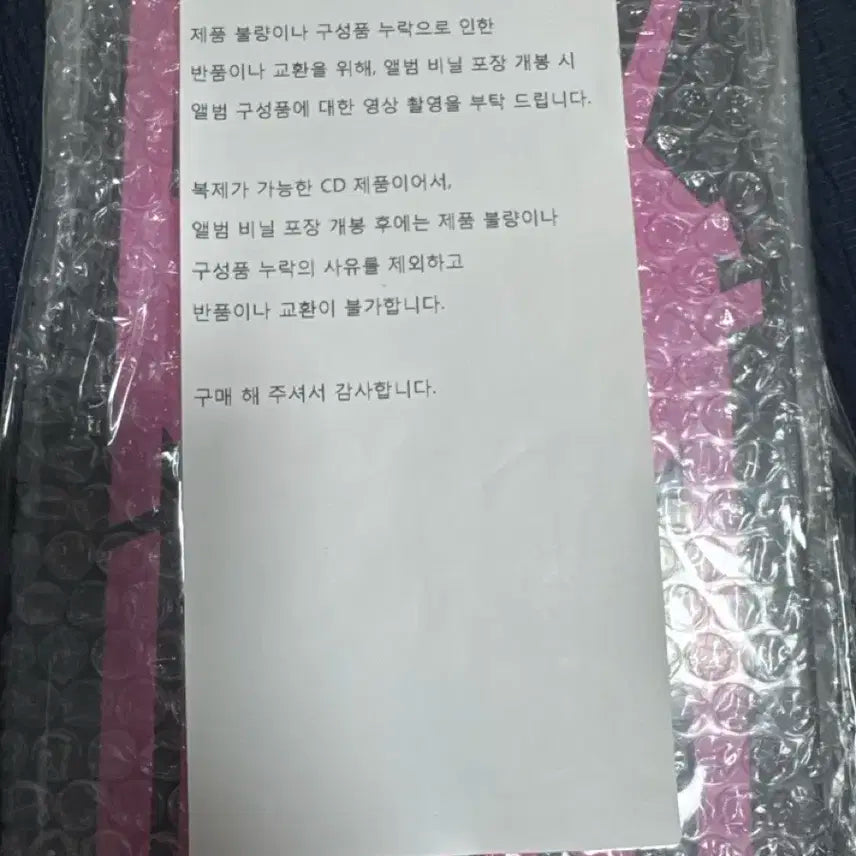 제품 불량이나 구성품 누락으로 인한
반품이나 교환을 위해, 앨범 비닐 포장 개봉 시
앨범 구성품에 대한 영상 촬영을 부탁 드립니다.
복제가 가능한 CD 제품이어서,
앨범 비닐 포장 개봉 후에는 제품 불량이나
구성품 누락의 사유를 제외하고
반품이나 교환이 불가합니다.
구매 해 주셔서 감사합니다.